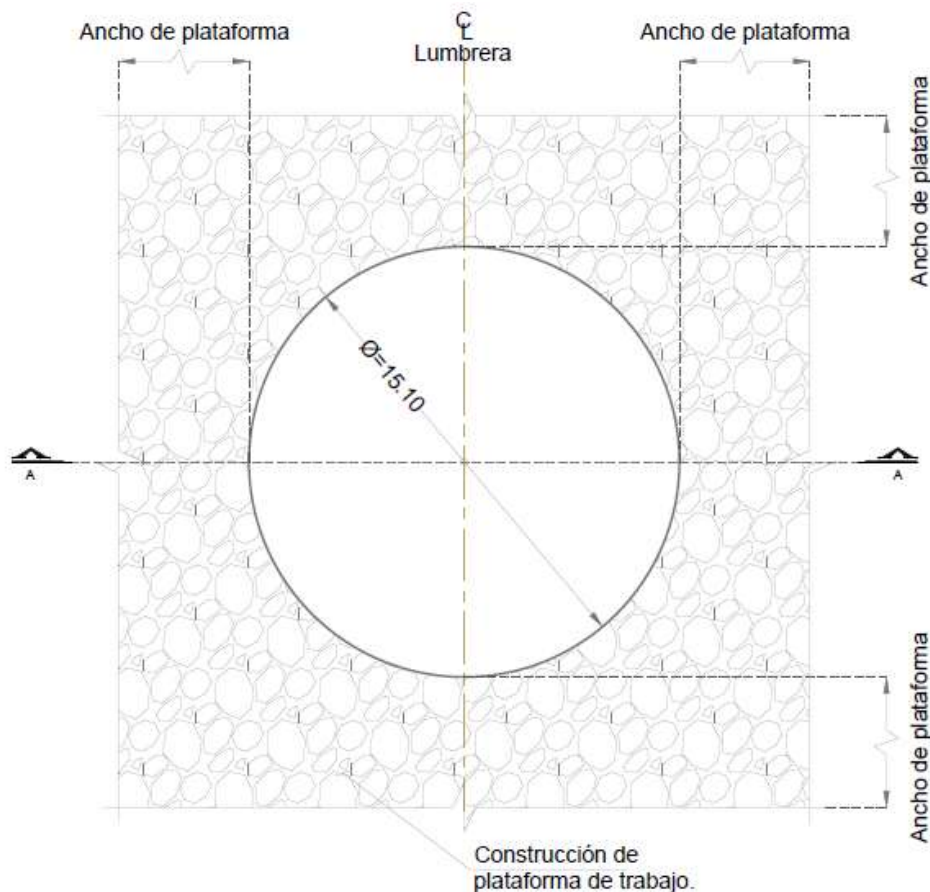 Ancho de plataforma
C
L
Lumbrera
Ancho de plataforma
Ancho de plataforma
Ø=15.10
A
A
Ancho de plataforma
Construcción de
plataforma de trabajo.